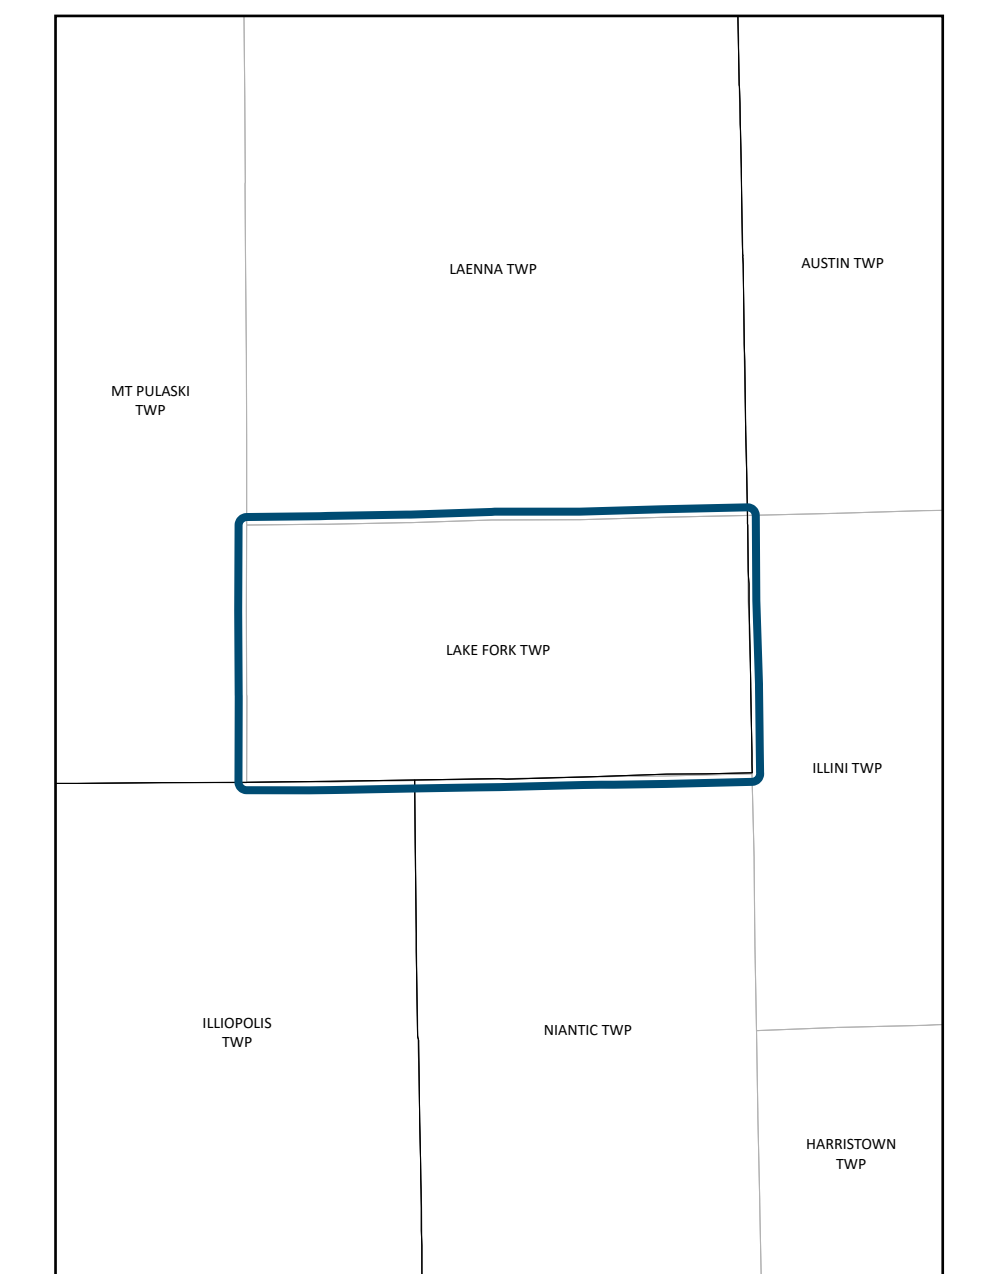 AUSTIN TWP
LAENNA TWP
MT PULASKI
TWP
LAKE FORK TWP
ILLINI TWP
ILLIOPOLIS
TWP
NIANTIC TWP
HARRISTOWN
TWP